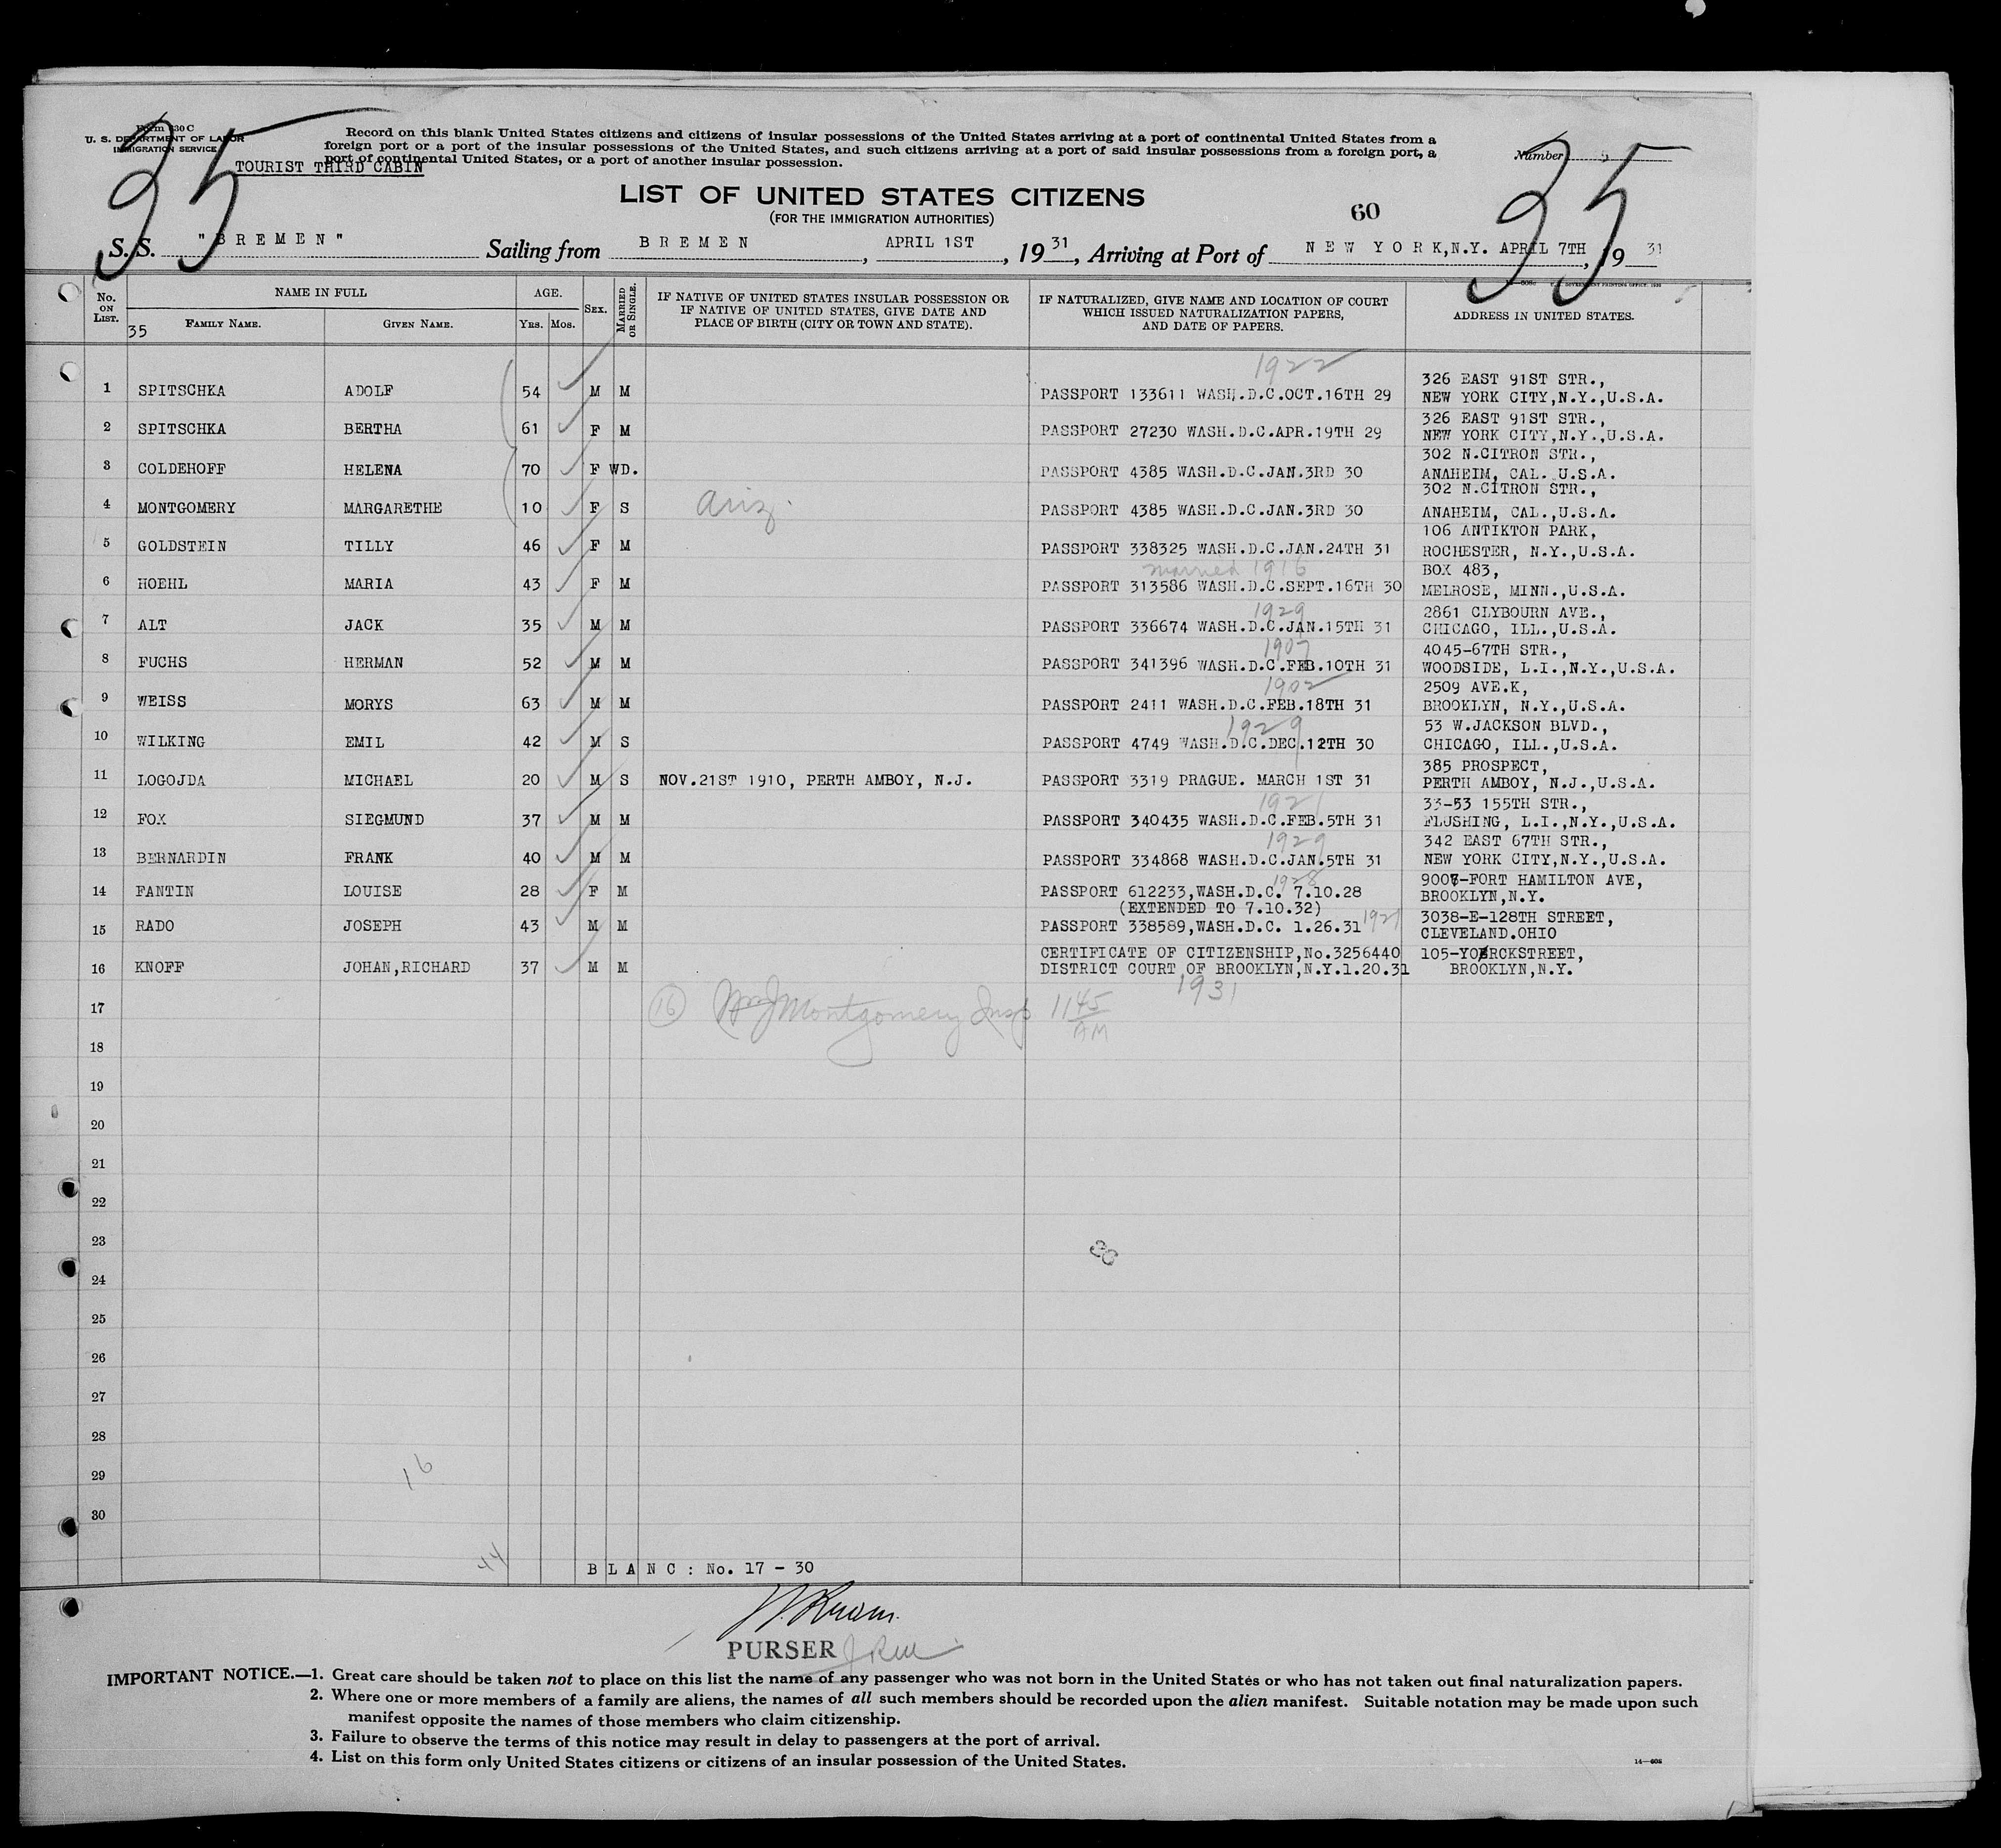 35
35
Form 630 C
U. S. DEPARTMENT OF LABOR
IMMIGRATION SERVICE
TOURIST THIRD CABIN
Record on this blank United States citizens and citizens of insular possessions of the United States arriving at a port of continental United States from a
foreign port or a port of the insular possessions of the United States, and such citizens arriving at a port of said insular possessions from a foreign port, a
port of continental United States, or a port of another insular possession.
Number 5
LIST OF UNITED STATES CITIZENS
(FOR THE IMMIGRATION AUTHORITIES)
60
S. S. "BREMEN" Sailing from BREMEN, APRIL 1ST, 1931, Arriving at Port of NEW YORK,N.Y. APRIL 7TH, 1931
No. ON LIST. NAME IN FULL AGE. SEX. MARRIED OR SINGLE. IF NATIVE OF UNITED STATES INSULAR POSSESSION OR IF NATIVE OF UNITED STATES, GIVE DATE AND PLACE OF BIRTH (CITY OR TOWN AND STATE). IF NATURALIZED, GIVE NAME AND LOCATION OF COURT WHICH ISSUED NATURALIZATION PAPERS, AND DATE OF PAPERS. ADDRESS IN UNITED STATES.
35 FAMILY NAME. GIVEN NAME. YRS. MOS.
1922
1 SPITSCHKA ADOLF 54 M M PASSPORT 133611 WASH.D.C.OCT.16TH 29 326 EAST 91ST STR.,
NEW YORK CITY,N.Y.,U.S.A.
2 SPITSCHKA BERTHA 61 F M PASSPORT 27230 WASH.D.C.APR.19TH 29 326 EAST 91ST STR.,
NEW YORK CITY,N.Y.,U.S.A.
3 COLDEHOFF HELENA 70 F WD. PASSPORT 4385 WASH.D.C.JAN.3RD 30 302 N.CITRON STR.,
ANAHEIM, CAL. U.S.A.
4 MONTGOMERY MARGARETHE 10 F S Ariz. PASSPORT 4385 WASH.D.C.JAN.3RD 30 302 N.CITRON STR.,
ANAHEIM, CAL.,U.S.A.
5 GOLDSTEIN TILLY 46 F M PASSPORT 338325 WASH.D.C.JAN.24TH 31 106 ANTIKTON PARK,
ROCHESTER, N.Y.,U.S.A.
married 1916
6 HOEHL MARIA 43 F M PASSPORT 313586 WASH.D.C.SEPT.16TH 30 BOX 483,
MELROSE, MINN.,U.S.A.
1929
7 ALT JACK 35 M M PASSPORT 336674 WASH.D.C.JAN.15TH 31 2861 CLYBOURN AVE.,
CHICAGO, ILL.,U.S.A.
1907
8 FUCHS HERMAN 52 M M PASSPORT 341396 WASH.D.C.FEB.10TH 31 4045-67TH STR.,
WOODSIDE, L.I.,N.Y.,U.S.A.
1902
9 WEISS MORYS 63 M M PASSPORT 2411 WASH.D.C.FEB.18TH 31 2509 AVE.K,
BROOKLYN, N.Y.,U.S.A.
1929
10 WILKING EMIL 42 M S PASSPORT 4749 WASH.D.C.DEC.12TH 30 53 W.JACKSON BLVD.,
CHICAGO, ILL.,U.S.A.
11 LOGOJDA MICHAEL 20 M S NOV.21ST 1910, PERTH AMBOY, N.J. PASSPORT 3319 PRAGUE. MARCH 1ST 31 385 PROSPECT,
PERTH AMBOY, N.J.,U.S.A.
1921
12 FOX SIEGMUND 37 M M PASSPORT 340435 WASH.D.C.FEB.5TH 31 33-53 155TH STR.,
FLUSHING, L.I.,N.Y.,U.S.A.
1929
13 BERNARDIN FRANK 40 M M PASSPORT 334868 WASH.D.C.JAN.5TH 31 342 EAST 67TH STR.,
NEW YORK CITY,N.Y.,U.S.A.
1928
14 FANTIN LOUISE 28 F M PASSPORT 612233,WASH.D.C. 7.10.28 9007-FORT HAMILTON AVE,
(EXTENDED TO 7.10.32) BROOKLYN,N.Y.
15 RADO JOSEPH 43 M M PASSPORT 338589,WASH.D.C. 1.26.31 3038-E-128TH STREET,
CLEVELAND.OHIO
16 KNOFF JOHAN,RICHARD 37 M M CERTIFICATE OF CITIZENSHIP,No.3256440 105-YORCKSTREET,
DISTRICT COURT OF BROOKLYN,N.Y.1.20.31 BROOKLYN,N.Y.
1931
16 Wm J Montgomery Insp 11 45 AM
17
18
19
20
21
22
23
24
25
26
27
28
29
16
30
44
BLANC: No. 17 - 30
PURSER
IMPORTANT NOTICE.—1. Great care should be taken not to place on this list the name of any passenger who was not born in the United States or who has not taken out final naturalization papers.
2. Where one or more members of a family are aliens, the names of all such members should be recorded upon the alien manifest. Suitable notation may be made upon such
manifest opposite the names of those members who claim citizenship.
3. Failure to observe the terms of this notice may result in delay to passengers at the port of arrival.
4. List on this form only United States citizens or citizens of an insular possession of the United States.
14—606